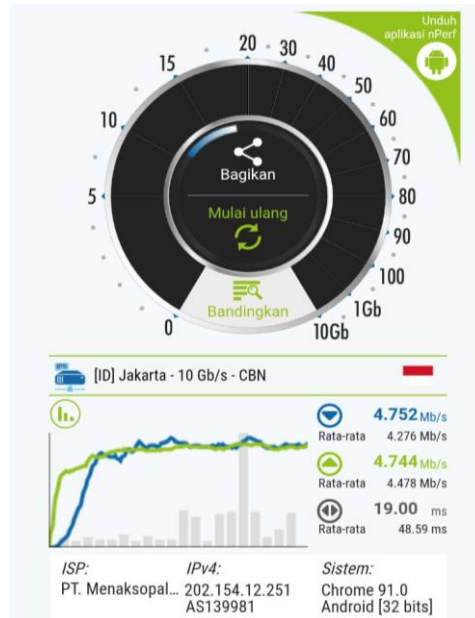 Unduh
aplikasi nPerf
0
5
10
15
20
30
40
50
60
70
80
90
100
1Gb
10Gb
Bagikan
Mulai ulang
Bandingkan
[ID] Jakarta - 10 Gb/s - CBN
4.752 Mb/s
Rata-rata 4.276 Mb/s
4.744 Mb/s
Rata-rata 4.478 Mb/s
19.00 ms
Rata-rata 48.59 ms
ISP: IPv4: Sistem:
PT. Menaksopal... 202.154.12.251 Chrome 91.0
AS139981 Android [32 bits]